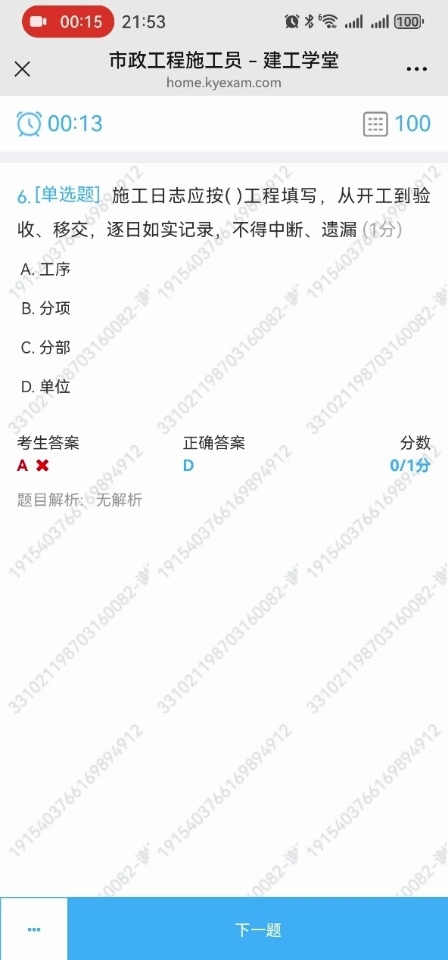 00:15 21:53 100
市政工程施工员 – 建工学堂
home.kyexam.com
00:13 100
6.[单选题] 施工日志应按( )工程填写，从开工到验
收、移交，逐日如实记录，不得中断、遗漏 (1分)
A. 工序
B. 分项
C. 分部
D. 单位
考生答案 正确答案 分数
A D 0/1分
题目解析: 无解析
下一题
191540376616989491​2
331021198703160082-谢